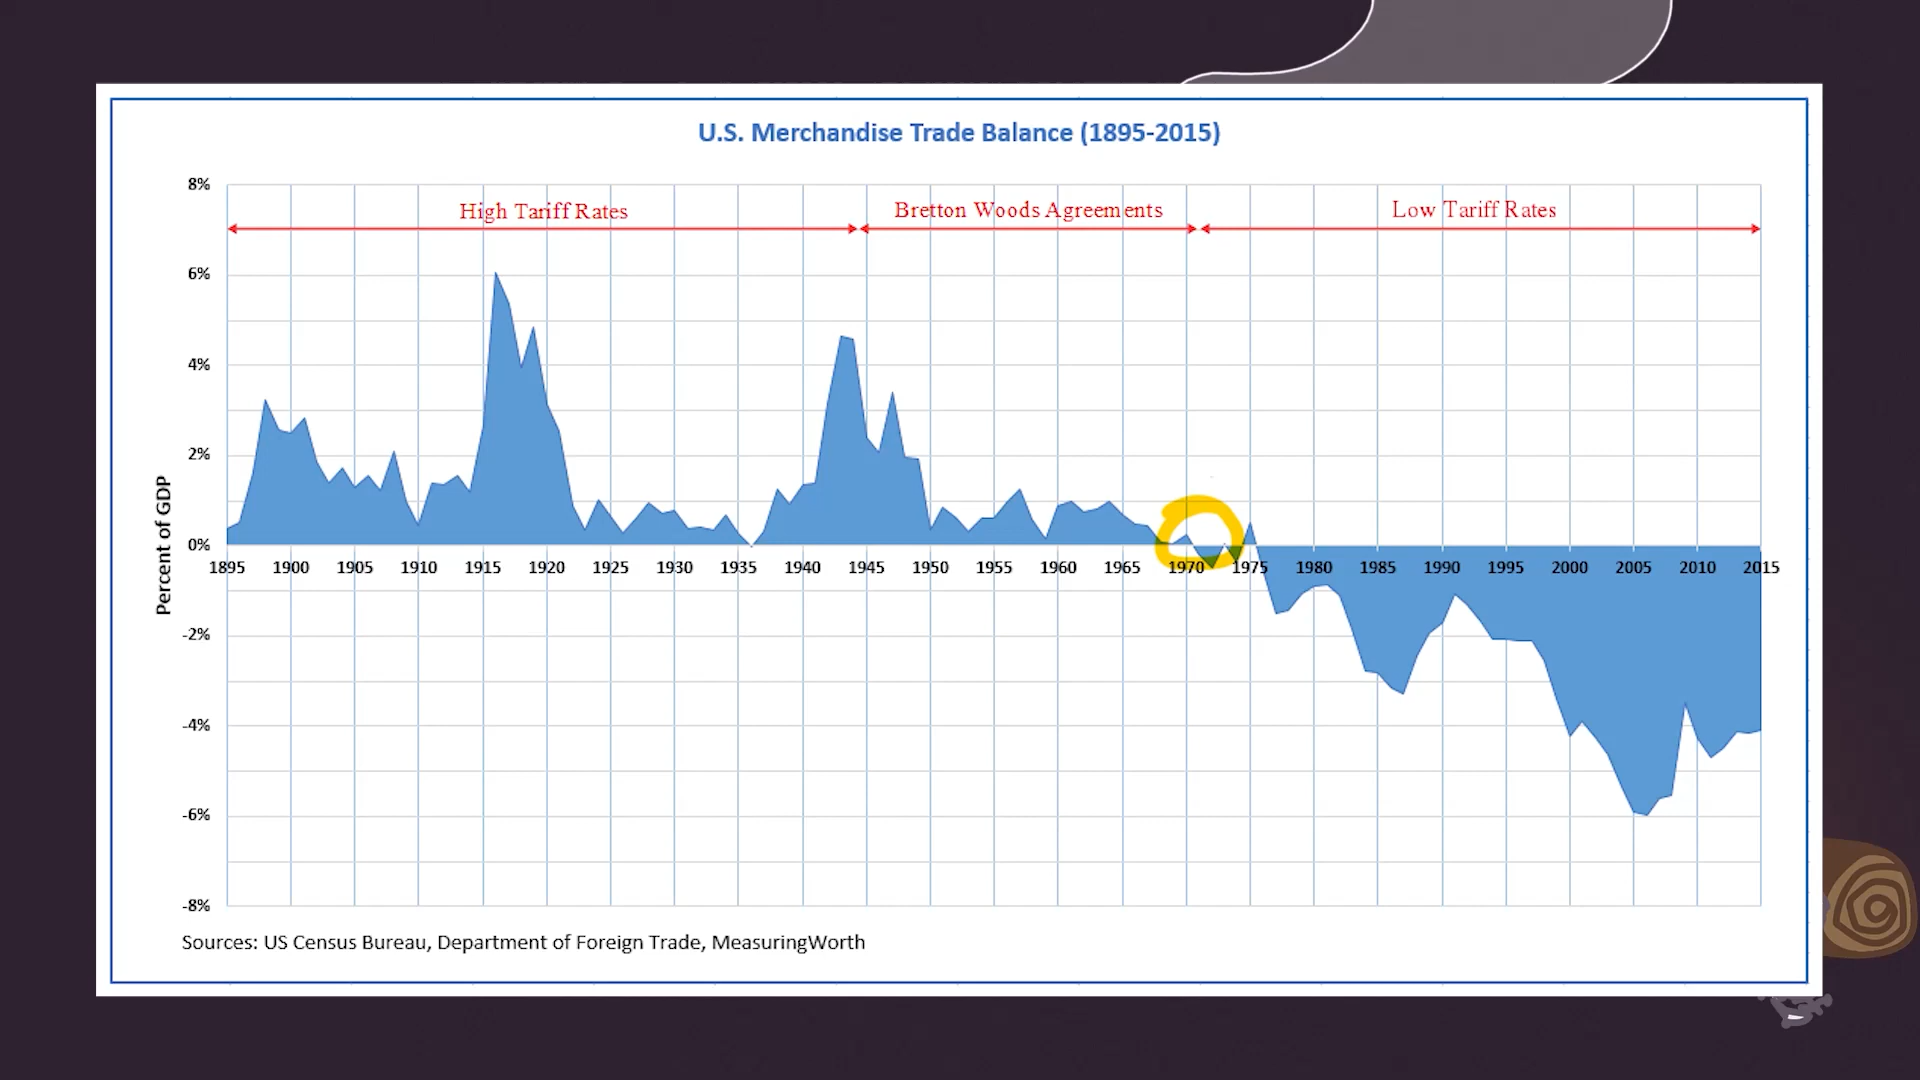 U.S. Merchandise Trade Balance (1895-2015)
8%
High Tariff Rates
Bretton Woods Agreements
Low Tariff Rates
6%
4%
2%
0%
-2%
-4%
-6%
-8%
Percent of GDP
1895 1900 1905 1910 1915 1920 1925 1930 1935 1940 1945 1950 1955 1960 1965 1970 1975 1980 1985 1990 1995 2000 2005 2010 2015
Sources: US Census Bureau, Department of Foreign Trade, MeasuringWorth